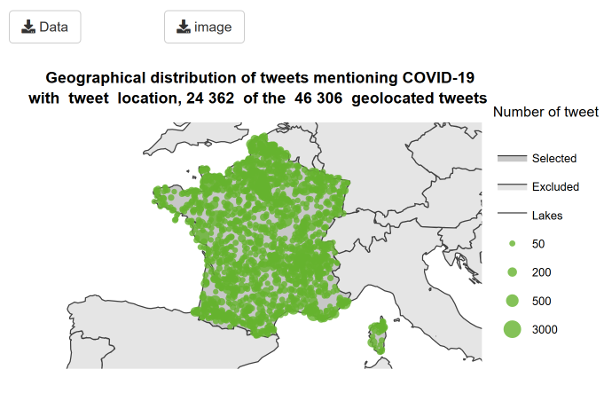 Data
image
Geographical distribution of tweets mentioning COVID-19
with tweet location, 24 362 of the 46 306 geolocated tweets
Number of tweet
Selected
Excluded
Lakes
50
200
500
3000